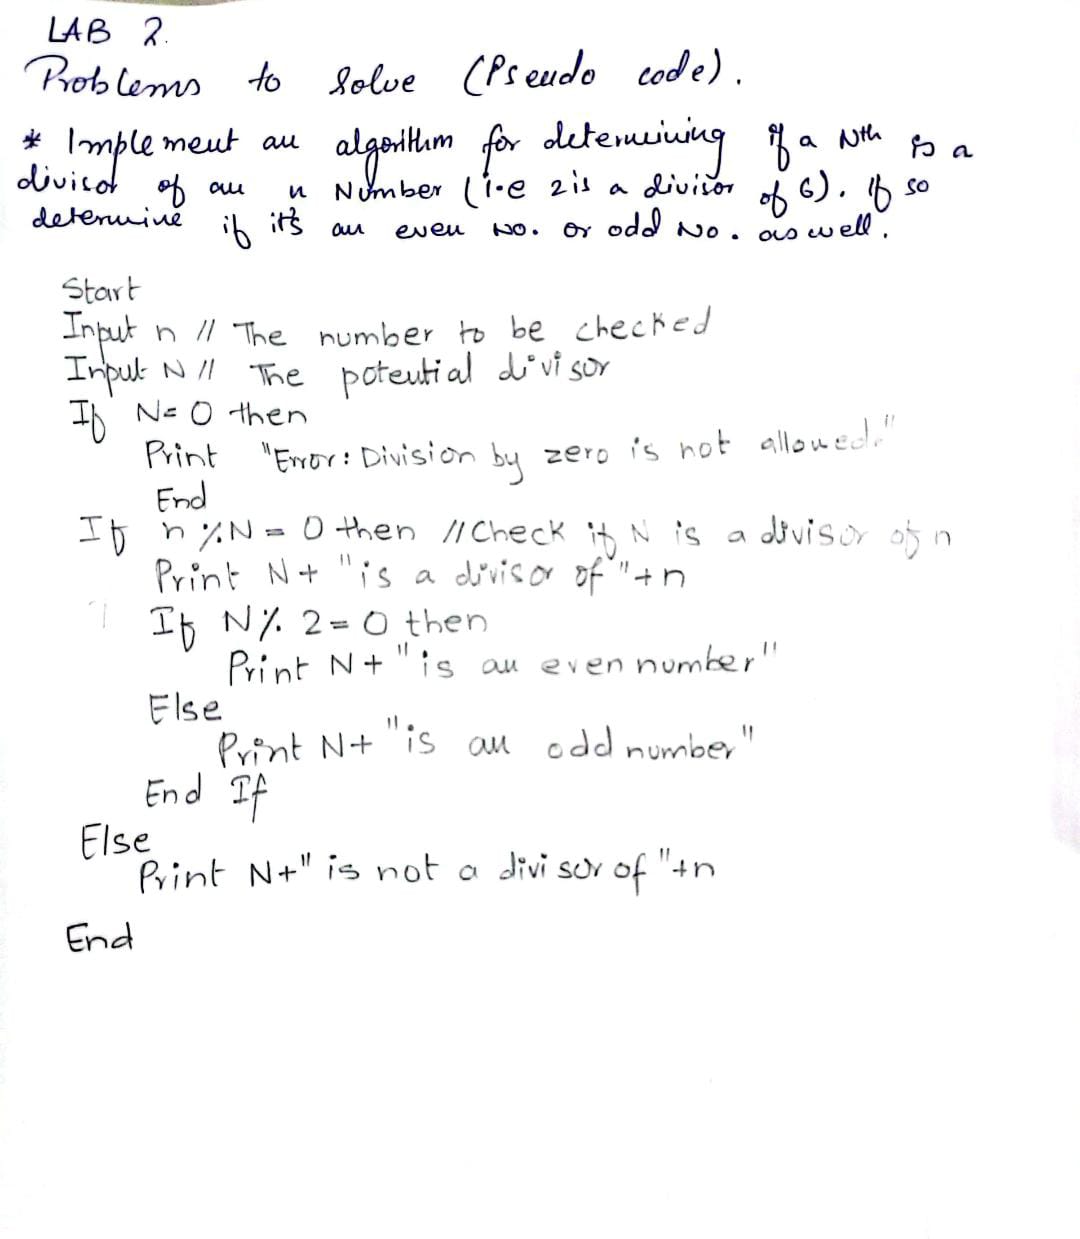 LAB 2.
Problems to Solve (Pseudo code).
* Implement an algorithm for determining if a Nth is a
divisor of an n Number (i.e 2 is a divisor of 6). If so
determine if it's an even No. or odd No. as well.
Start
Input n // The number to be checked
Input N // The potential divisor
If N = 0 then
Print "Error: Division by zero is not allowed."
End
If n % N = 0 then // Check if N is a divisor of n
Print N + "is a divisor of " + n
If N % 2 = 0 then
Print N + "is an even number"
Else
Print N + "is an odd number"
End If
Else
Print N + " is not a divisor of " + n
End